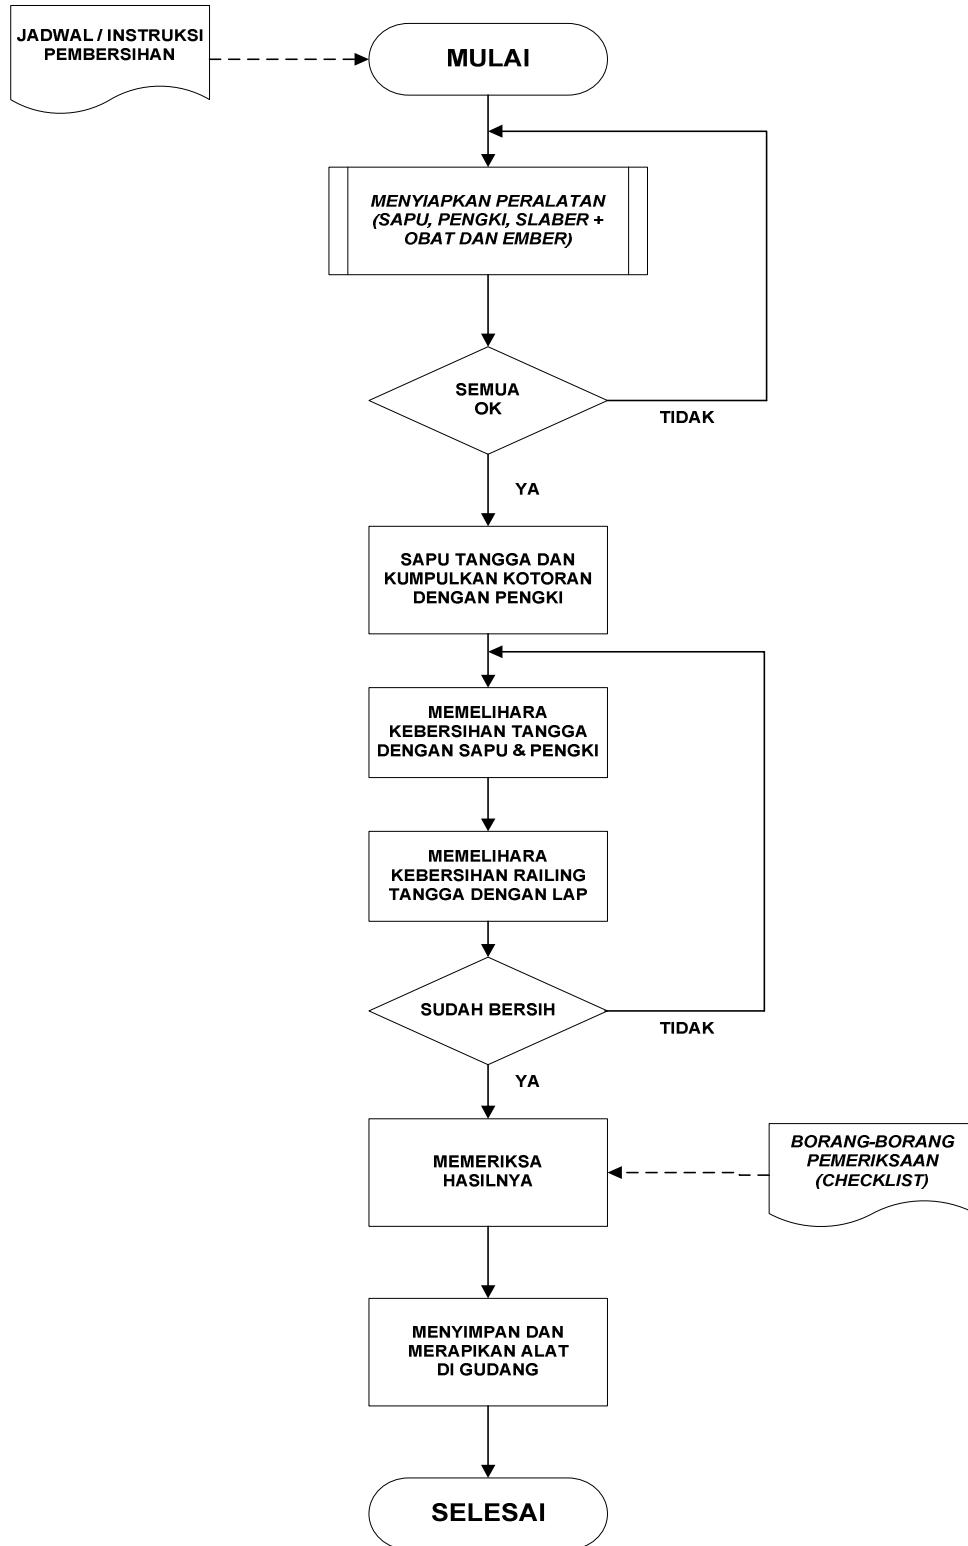 JADWAL / INSTRUKSI
PEMBERSIHAN
MULAI
MENYIAPKAN PERALATAN
(SAPU, PENGKI, SLABER +
OBAT DAN EMBER)
SEMUA
OK
TIDAK
YA
SAPU TANGGA DAN
KUMPULKAN KOTORAN
DENGAN PENGKI
MEMELIHARA
KEBERSIHAN TANGGA
DENGAN SAPU & PENGKI
MEMELIHARA
KEBERSIHAN RAILING
TANGGA DENGAN LAP
SUDAH BERSIH
TIDAK
YA
MEMERIKSA
HASILNYA
BORANG-BORANG
PEMERIKSAAN
(CHECKLIST)
MENYIMPAN DAN
MERAPIKAN ALAT
DI GUDANG
SELESAI